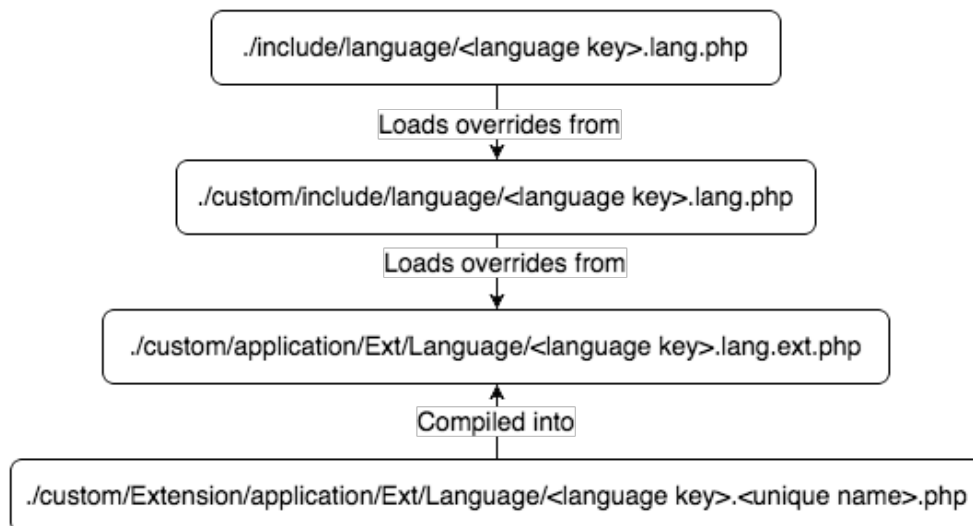 ./include/language/<language key>.lang.php
Loads overrides from
./custom/include/language/<language key>.lang.php
Loads overrides from
./custom/application/Ext/Language/<language key>.lang.ext.php
Compiled into
./custom/Extension/application/Ext/Language/<language key>.<unique name>.php